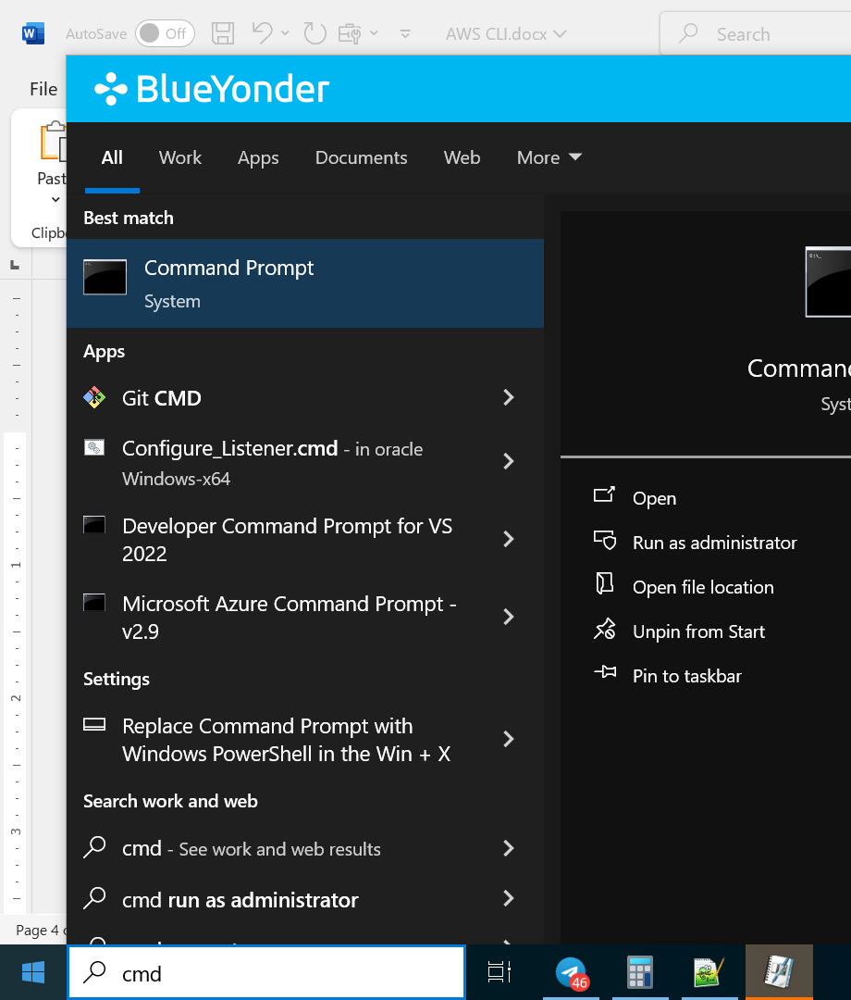 AutoSave Off AWS CLI.docx Search
File
BlueYonder
Past
Clipb
All Work Apps Documents Web More
Best match
Command Prompt
System
Apps
Git CMD
Configure_Listener.cmd - in oracle
Windows-x64
Developer Command Prompt for VS
2022
Microsoft Azure Command Prompt -
v2.9
Settings
Replace Command Prompt with
Windows PowerShell in the Win + X
Search work and web
cmd - See work and web results
cmd run as administrator
Comman
Syst
Open
Run as administrator
Open file location
Unpin from Start
Pin to taskbar
1
2
3
Page 4
cmd
46